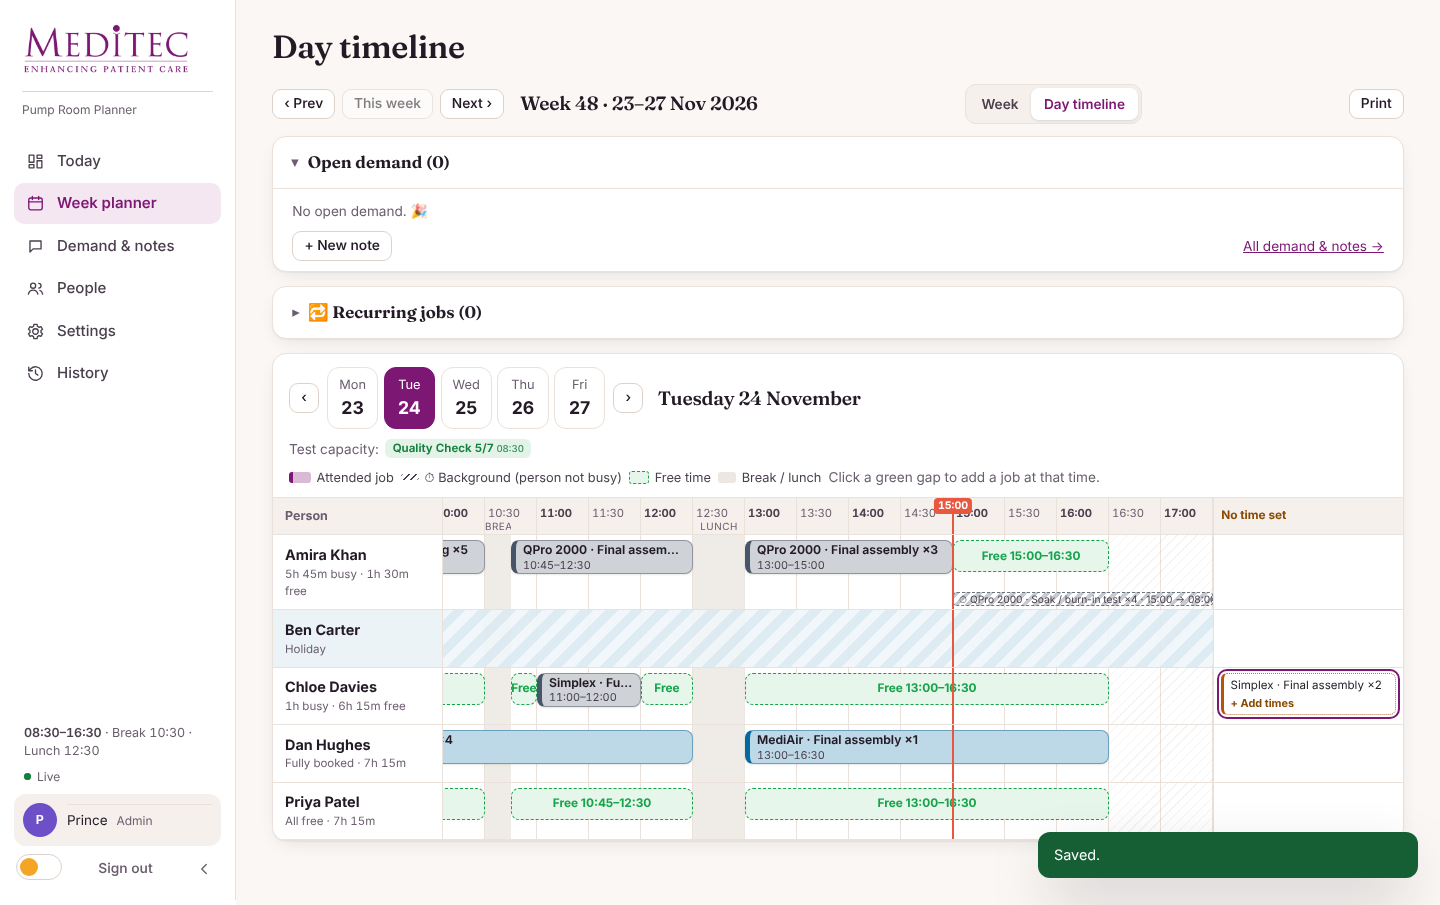 MEDiTEC
ENHANCING PATIENT CARE
Pump Room Planner
Today
Week planner
Demand & notes
People
Settings
History
08:30–16:30 · Break 10:30 ·
Lunch 12:30
Live
P Prince Admin
Sign out
Day timeline
‹ Prev This week Next › Week 48 · 23–27 Nov 2026 Week Day timeline Print
▾ Open demand (0)
No open demand. 🎉
+ New note All demand & notes →
▸ 🔁 Recurring jobs (0)
‹ Mon 23 Tue 24 Wed 25 Thu 26 Fri 27 › Tuesday 24 November
Test capacity: Quality Check 5/7 08:30
Attended job ⏱ Background (person not busy) Free time Break / lunch Click a green gap to add a job at that time.
Person 0:00 10:30 11:00 11:30 12:00 12:30 13:00 13:30 14:00 14:30 15:00 15:30 16:00 16:30 17:00 No time set
BREA LUNCH
15:00
Amira Khan
5h 45m busy · 1h 30m
free
g ×5
QPro 2000 · Final assem…
10:45–12:30
QPro 2000 · Final assembly ×3
13:00–15:00
Free 15:00–16:30
⏱ QPro 2000 · Soak / burn-in test ×4 · 15:00 → 08:0
Ben Carter
Holiday
Chloe Davies
1h busy · 6h 15m free
Free
Simplex · Fu…
11:00–12:00
Free
Free 13:00–16:30
Simplex · Final assembly ×2
+ Add times
Dan Hughes
Fully booked · 7h 15m
:4
MediAir · Final assembly ×1
13:00–16:30
Priya Patel
All free · 7h 15m
Free 10:45–12:30
Free 13:00–16:30
Saved.